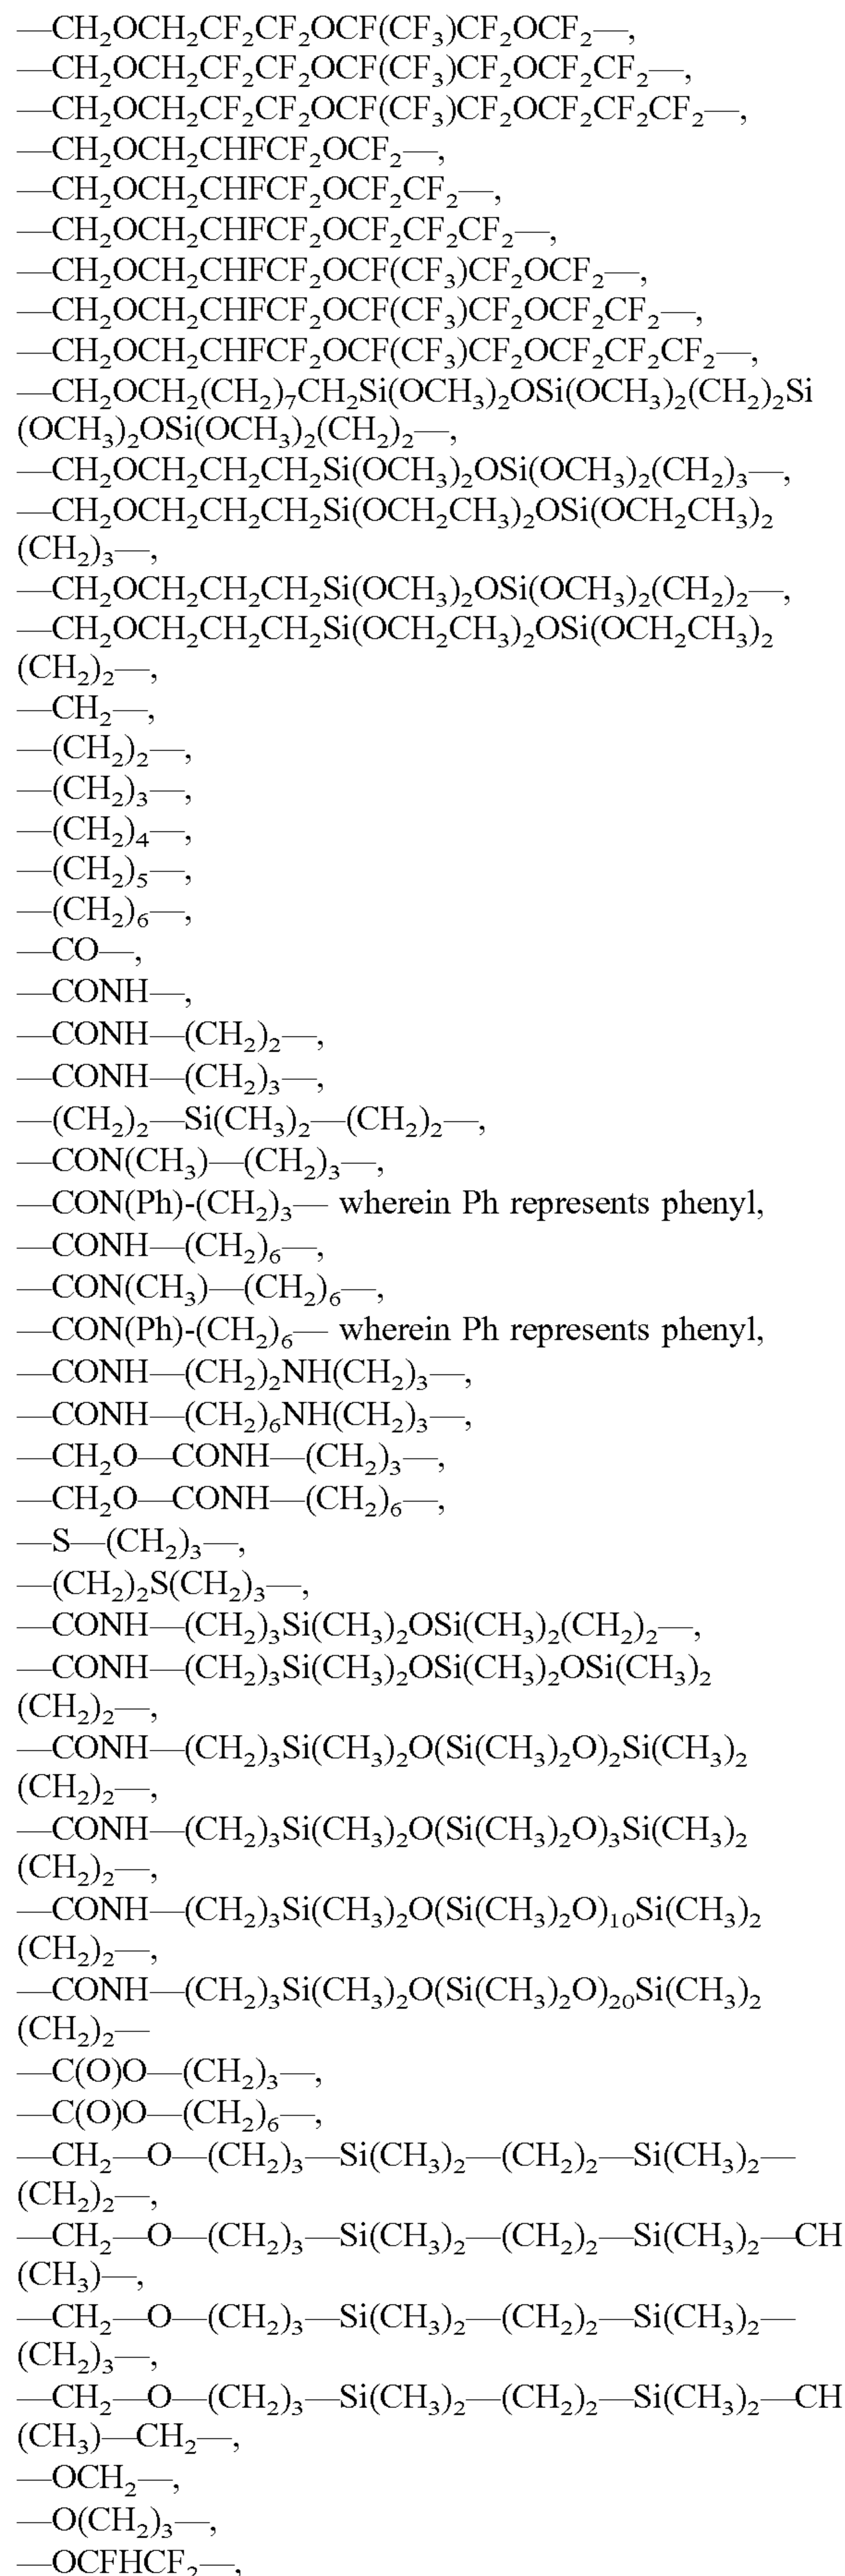 —CH₂OCH₂CF₂CF₂OCF(CF₃)CF₂OCF₂—,
—CH₂OCH₂CF₂CF₂OCF(CF₃)CF₂OCF₂CF₂—,
—CH₂OCH₂CF₂CF₂OCF(CF₃)CF₂OCF₂CF₂CF₂—,
—CH₂OCH₂CHFCF₂OCF₂—,
—CH₂OCH₂CHFCF₂OCF₂CF₂—,
—CH₂OCH₂CHFCF₂OCF₂CF₂CF₂—,
—CH₂OCH₂CHFCF₂OCF(CF₃)CF₂OCF₂—,
—CH₂OCH₂CHFCF₂OCF(CF₃)CF₂OCF₂CF₂—,
—CH₂OCH₂CHFCF₂OCF(CF₃)CF₂OCF₂CF₂CF₂—,
—CH₂OCH₂(CH₂)₇CH₂Si(OCH₃)₂OSi(OCH₃)₂(CH₂)₂Si
(OCH₃)₂OSi(OCH₃)₂(CH₂)₂—,
—CH₂OCH₂CH₂CH₂Si(OCH₃)₂OSi(OCH₃)₂(CH₂)₃—,
—CH₂OCH₂CH₂CH₂Si(OCH₂CH₃)₂OSi(OCH₂CH₃)₂
(CH₂)₃—,
—CH₂OCH₂CH₂CH₂Si(OCH₃)₂OSi(OCH₃)₂(CH₂)₂—,
—CH₂OCH₂CH₂CH₂Si(OCH₂CH₃)₂OSi(OCH₂CH₃)₂
(CH₂)₂—,
—CH₂—,
—(CH₂)₂—,
—(CH₂)₃—,
—(CH₂)₄—,
—(CH₂)₅—,
—(CH₂)₆—,
—CO—,
—CONH—,
—CONH—(CH₂)₂—,
—CONH—(CH₂)₃—,
—(CH₂)₂—Si(CH₃)₂—(CH₂)₂—,
—CON(CH₃)—(CH₂)₃—,
—CON(Ph)-(CH₂)₃— wherein Ph represents phenyl,
—CONH—(CH₂)₆—,
—CON(CH₃)—(CH₂)₆—,
—CON(Ph)-(CH₂)₆— wherein Ph represents phenyl,
—CONH—(CH₂)₂NH(CH₂)₃—,
—CONH—(CH₂)₆NH(CH₂)₃—,
—CH₂O—CONH—(CH₂)₃—,
—CH₂O—CONH—(CH₂)₆—,
—S—(CH₂)₃—,
—(CH₂)₂S(CH₂)₃—,
—CONH—(CH₂)₃Si(CH₃)₂OSi(CH₃)₂(CH₂)₂—,
—CONH—(CH₂)₃Si(CH₃)₂OSi(CH₃)₂OSi(CH₃)₂
(CH₂)₂—,
—CONH—(CH₂)₃Si(CH₃)₂O(Si(CH₃)₂O)₂Si(CH₃)₂
(CH₂)₂—,
—CONH—(CH₂)₃Si(CH₃)₂O(Si(CH₃)₂O)₃Si(CH₃)₂
(CH₂)₂—,
—CONH—(CH₂)₃Si(CH₃)₂O(Si(CH₃)₂O)₁₀Si(CH₃)₂
(CH₂)₂—,
—CONH—(CH₂)₃Si(CH₃)₂O(Si(CH₃)₂O)₂₀Si(CH₃)₂
(CH₂)₂—
—C(O)O—(CH₂)₃—,
—C(O)O—(CH₂)₆—,
—CH₂—O—(CH₂)₃—Si(CH₃)₂—(CH₂)₂—Si(CH₃)₂—
(CH₂)₂—,
—CH₂—O—(CH₂)₃—Si(CH₃)₂—(CH₂)₂—Si(CH₃)₂—CH
(CH₃)—,
—CH₂—O—(CH₂)₃—Si(CH₃)₂—(CH₂)₂—Si(CH₃)₂—
(CH₂)₃—,
—CH₂—O—(CH₂)₃—Si(CH₃)₂—(CH₂)₂—Si(CH₃)₂—CH
(CH₃)—CH₂—,
—OCH₂—,
—O(CH₂)₃—,
—OCFHCF₂—,